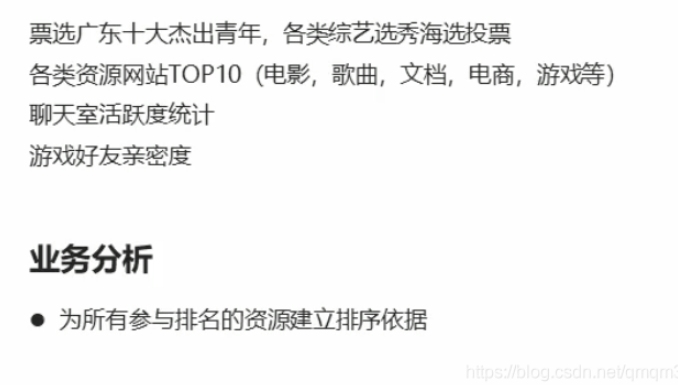 票选广东十大杰出青年，各类综艺选秀海选投票
各类资源网站TOP10（电影，歌曲，文档，电商，游戏等）
聊天室活跃度统计
游戏好友亲密度
业务分析
● 为所有参与排名的资源建立排序依据
https://blog.csdn.net/qmqm3